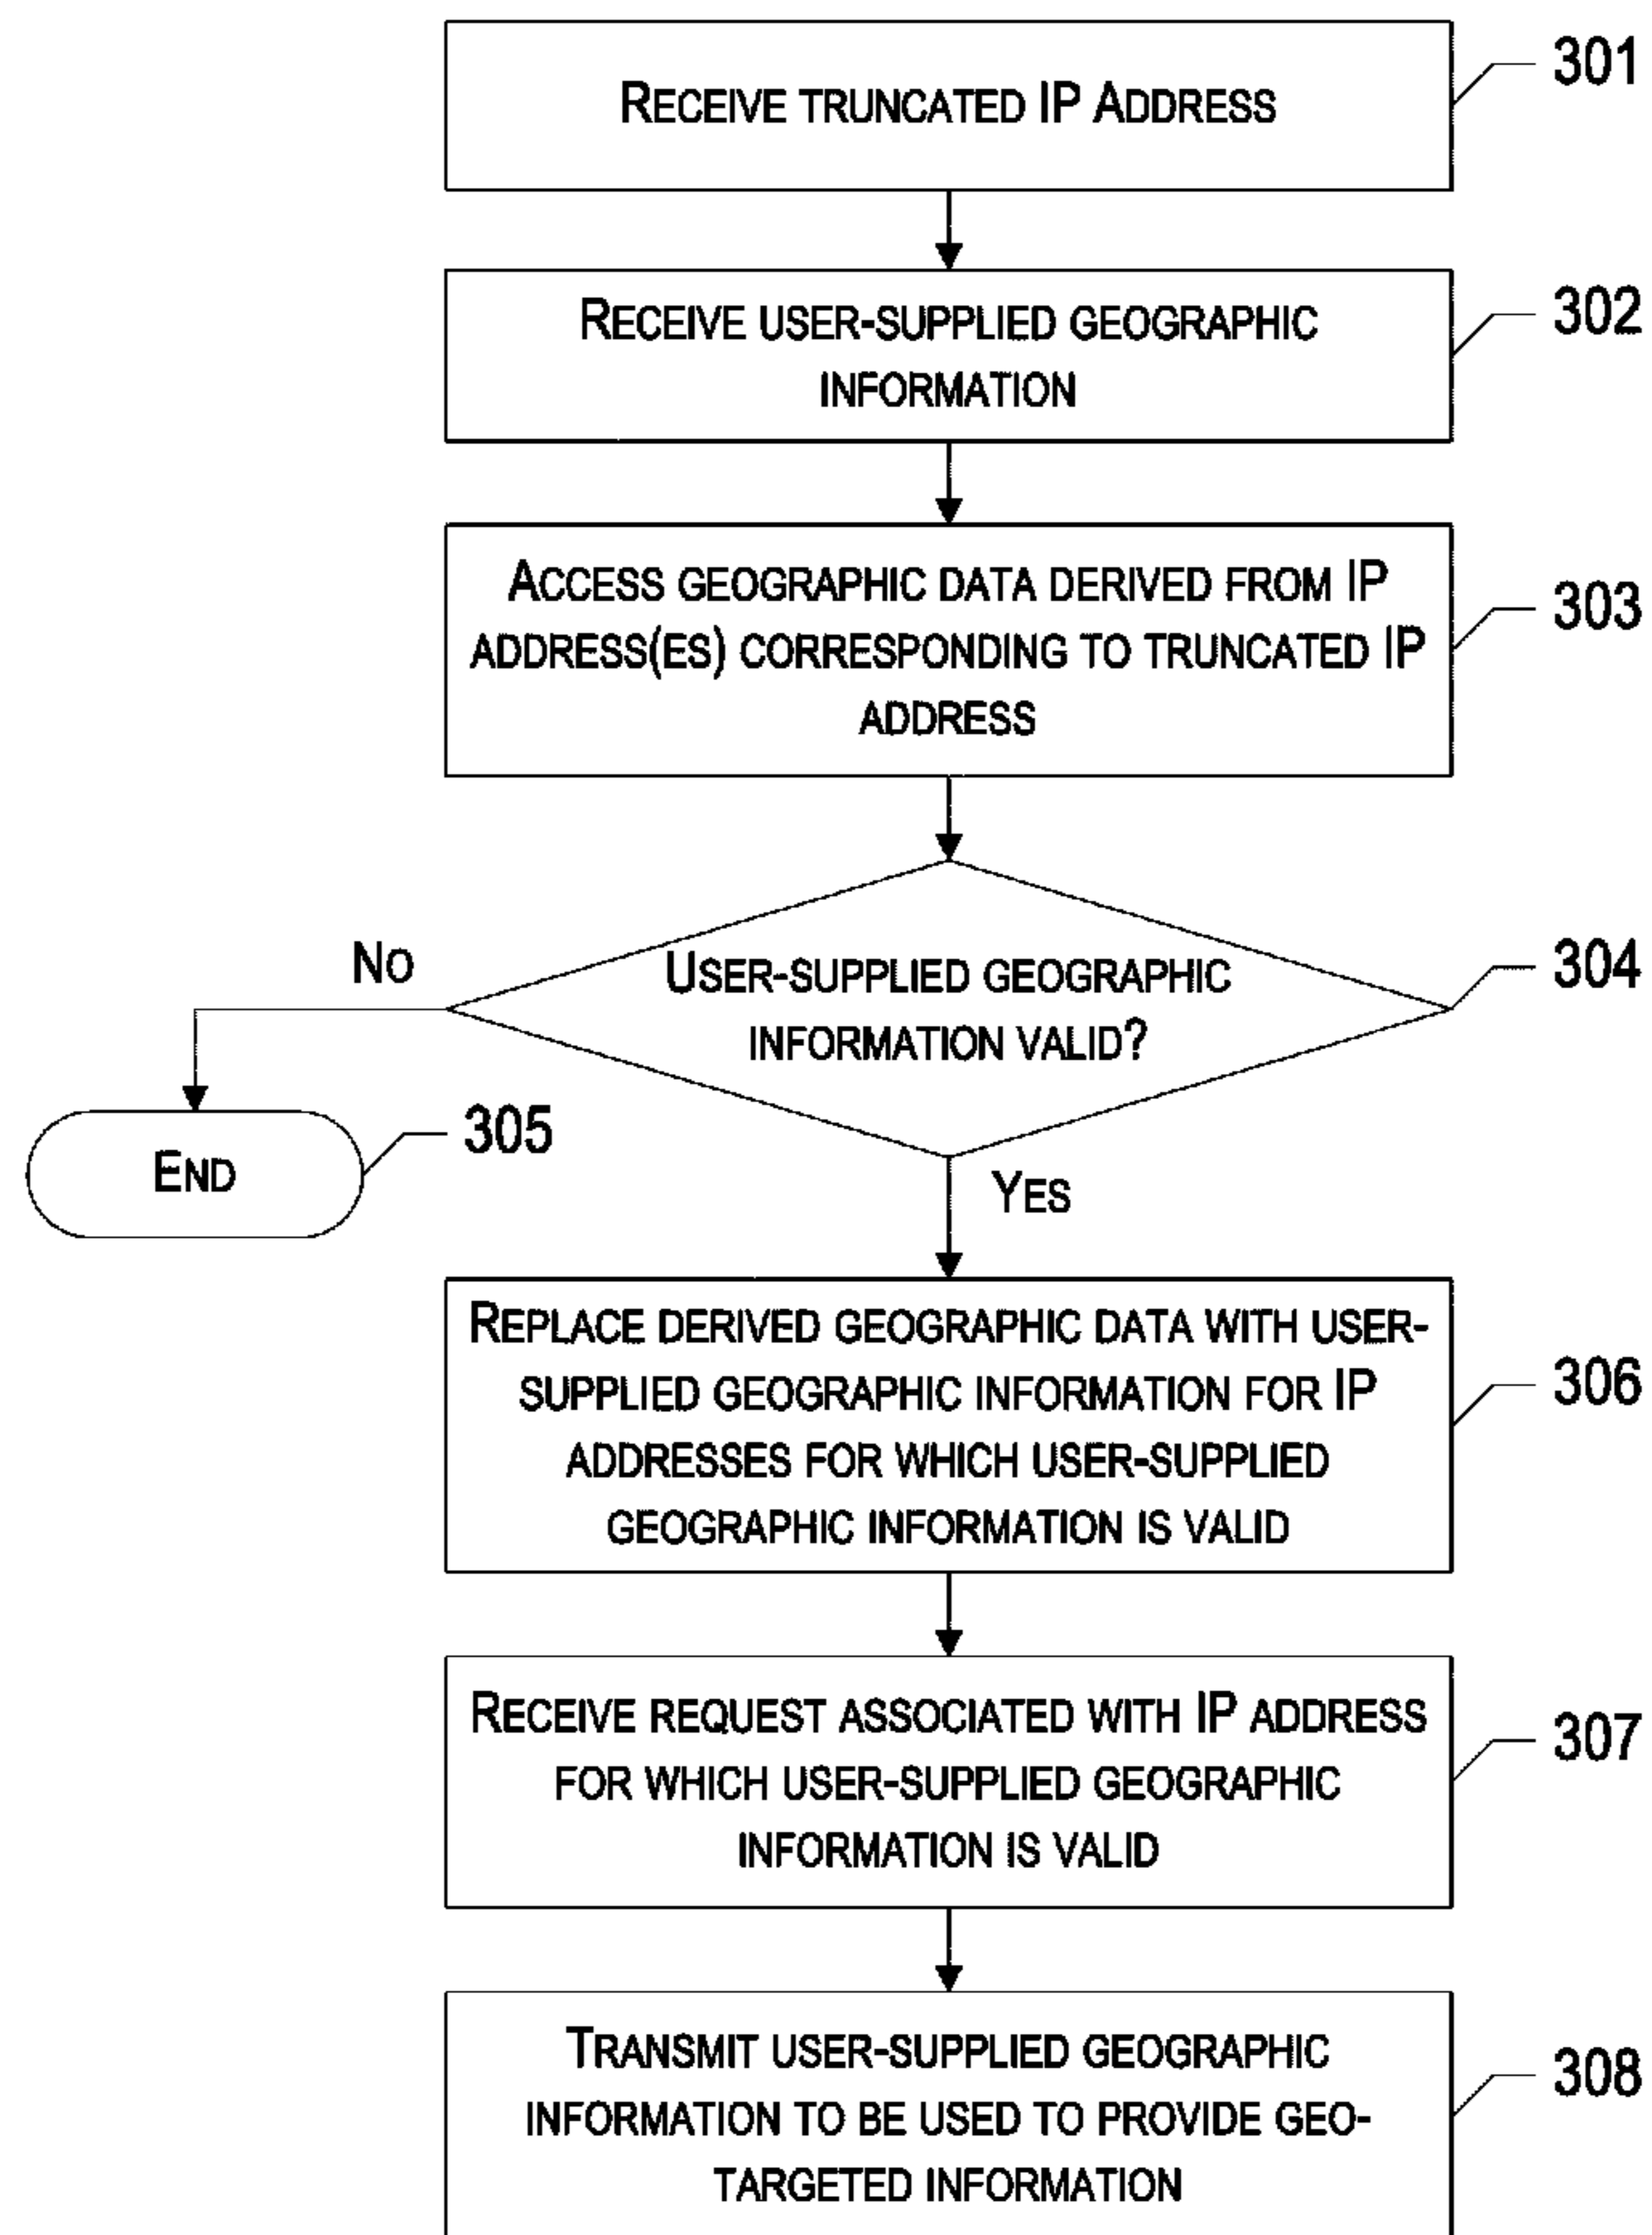 RECEIVE TRUNCATED IP ADDRESS
301
RECEIVE USER-SUPPLIED GEOGRAPHIC
INFORMATION
302
ACCESS GEOGRAPHIC DATA DERIVED FROM IP
ADDRESS(ES) CORRESPONDING TO TRUNCATED IP
ADDRESS
303
USER-SUPPLIED GEOGRAPHIC
INFORMATION VALID?
304
NO
END
305
YES
REPLACE DERIVED GEOGRAPHIC DATA WITH USER-
SUPPLIED GEOGRAPHIC INFORMATION FOR IP
ADDRESSES FOR WHICH USER-SUPPLIED
GEOGRAPHIC INFORMATION IS VALID
306
RECEIVE REQUEST ASSOCIATED WITH IP ADDRESS
FOR WHICH USER-SUPPLIED GEOGRAPHIC
INFORMATION IS VALID
307
TRANSMIT USER-SUPPLIED GEOGRAPHIC
INFORMATION TO BE USED TO PROVIDE GEO-
TARGETED INFORMATION
308